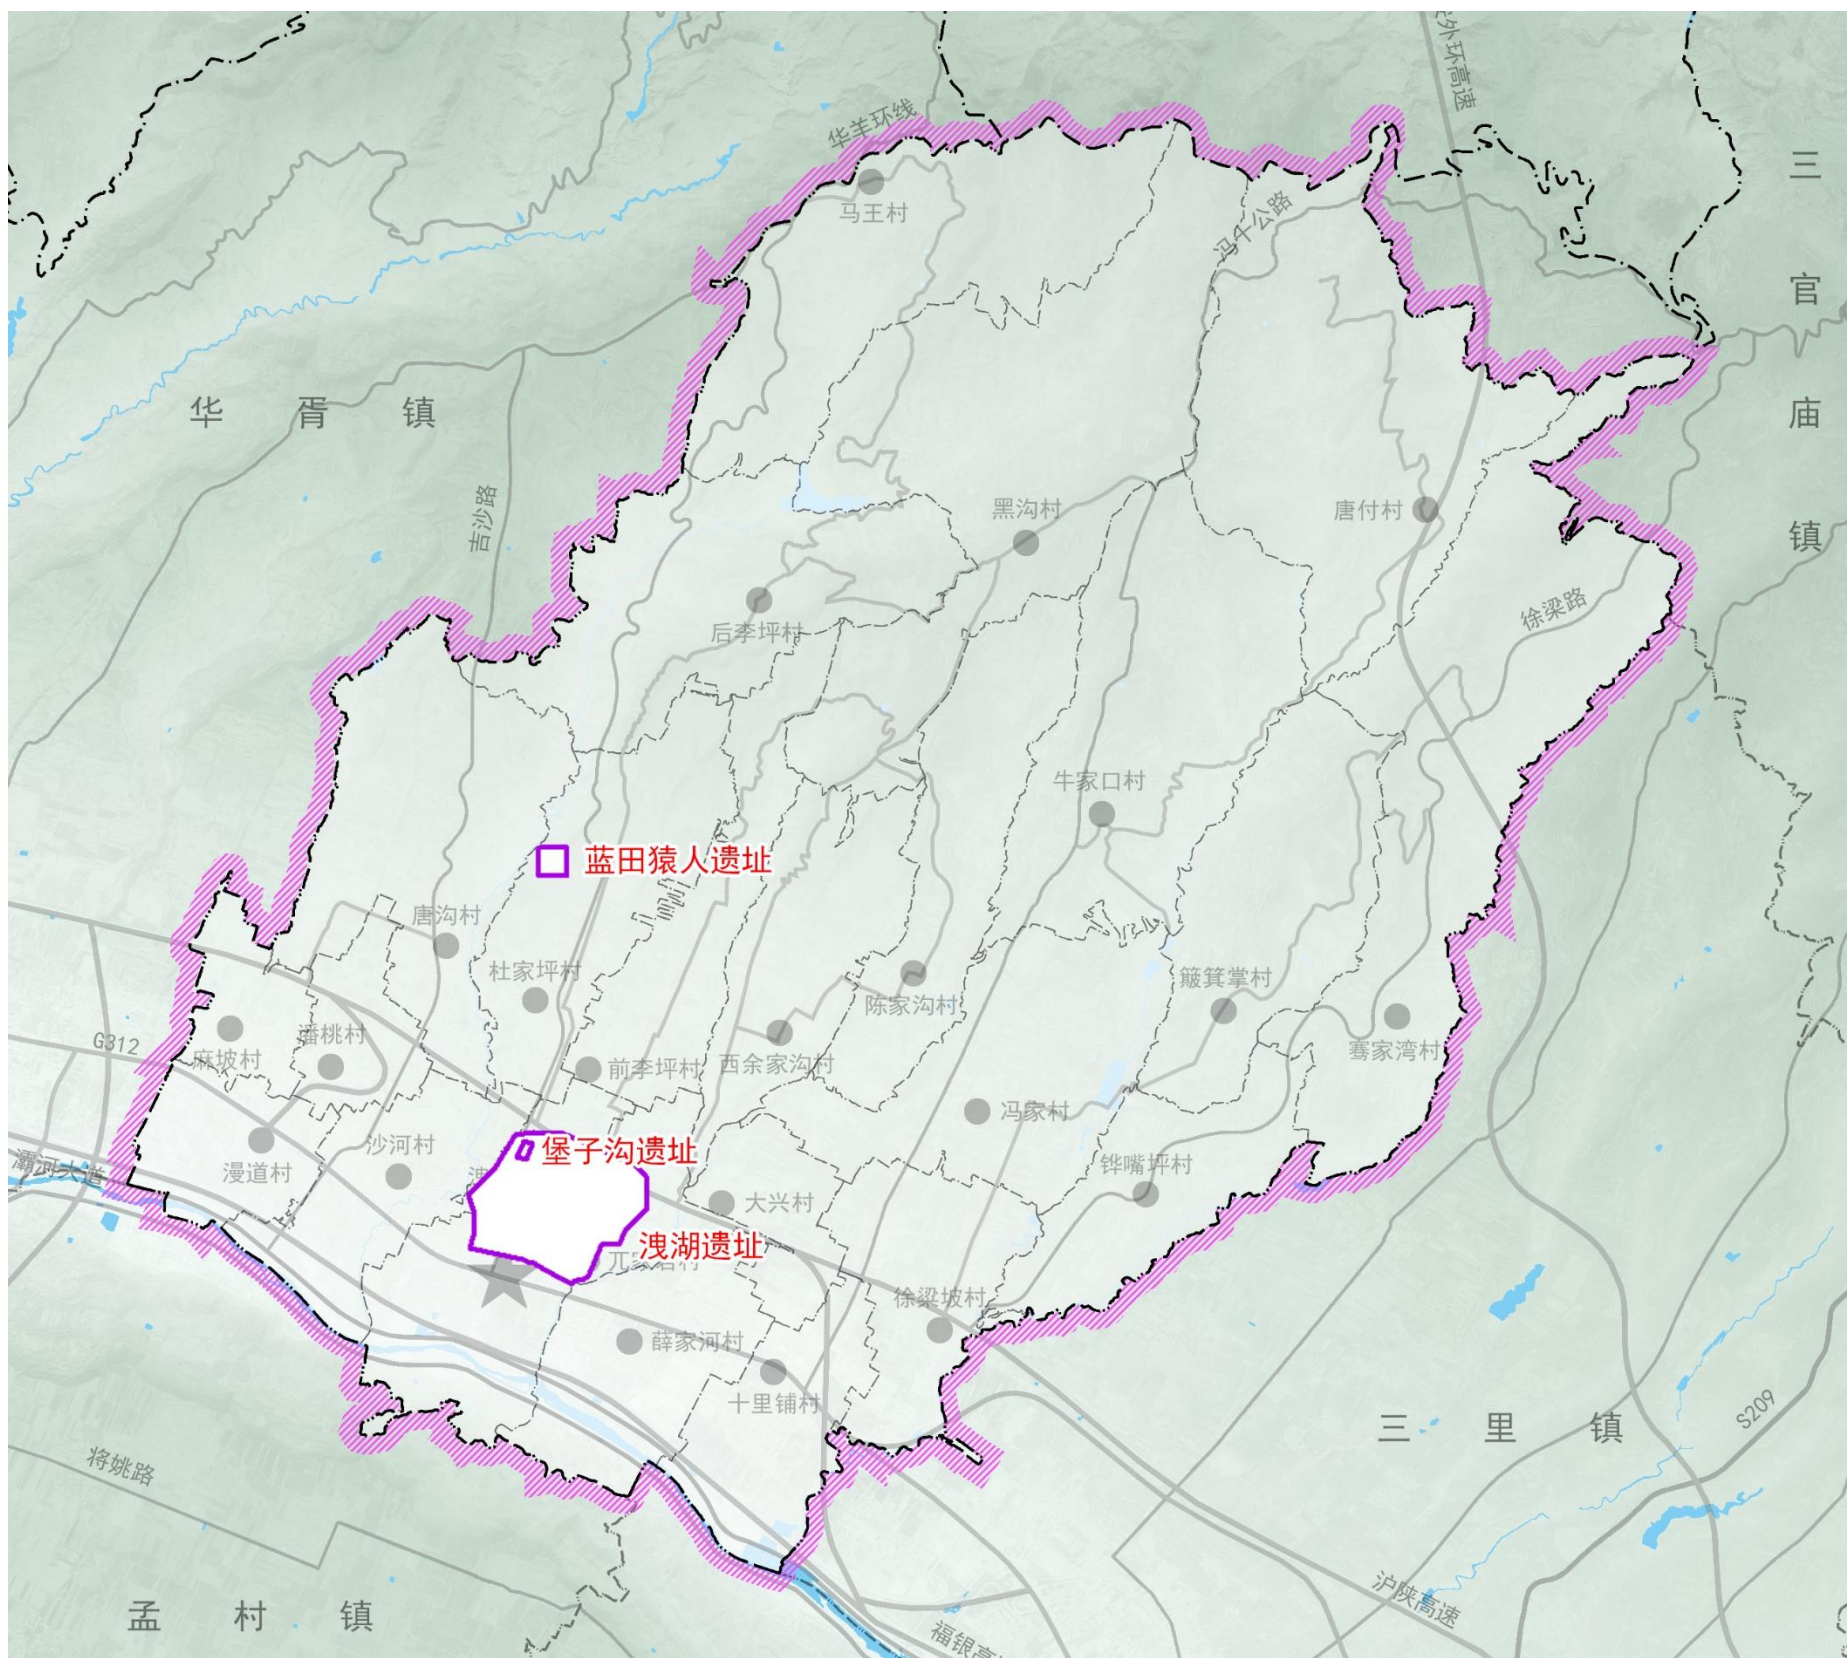 华羊环线
外环高速
三官庙镇
马王村
冯牛公路
华胥镇
吉沙路
黑沟村
唐付村
后李坪村
徐梁路
牛家口村
蓝田猿人遗址
唐沟村
杜家坪村
陈家沟村
簸箕掌村
G312
麻坡村
潘桃村
前李坪村
西余家沟村
骞家湾村
冯家村
灞河大道
漫道村
沙河村
堡子沟遗址
铧嘴坪村
大兴村
洩湖遗址
徐梁坡村
薛家河村
十里铺村
三里镇
S209
将姚路
孟村镇
沪陕高速
福银高